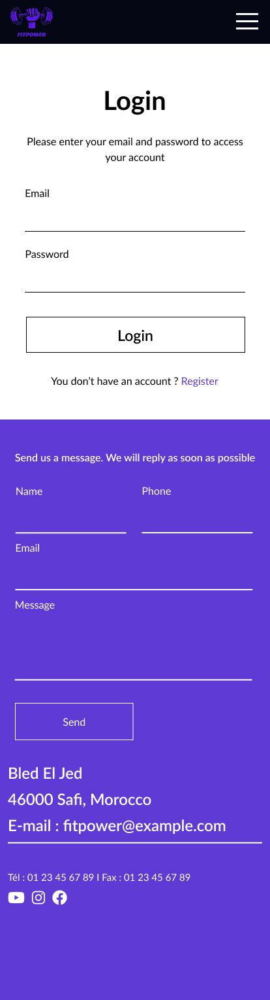 FITPOWER
Login
Please enter your email and password to access
your account
Email
Password
Login
You don’t have an account ? Register
Send us a message. We will reply as soon as possible
Name Phone
Email
Message
Send
Bled El Jed
46000 Safi, Morocco
E-mail : fitpower@example.com
Tél : 01 23 45 67 89 I Fax : 01 23 45 67 89